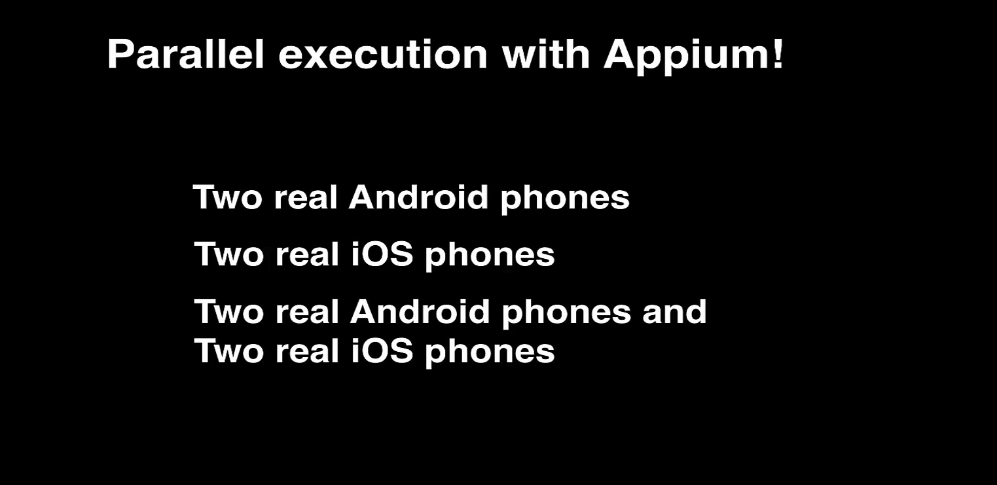 Parallel execution with Appium!
Two real Android phones
Two real iOS phones
Two real Android phones and
Two real iOS phones